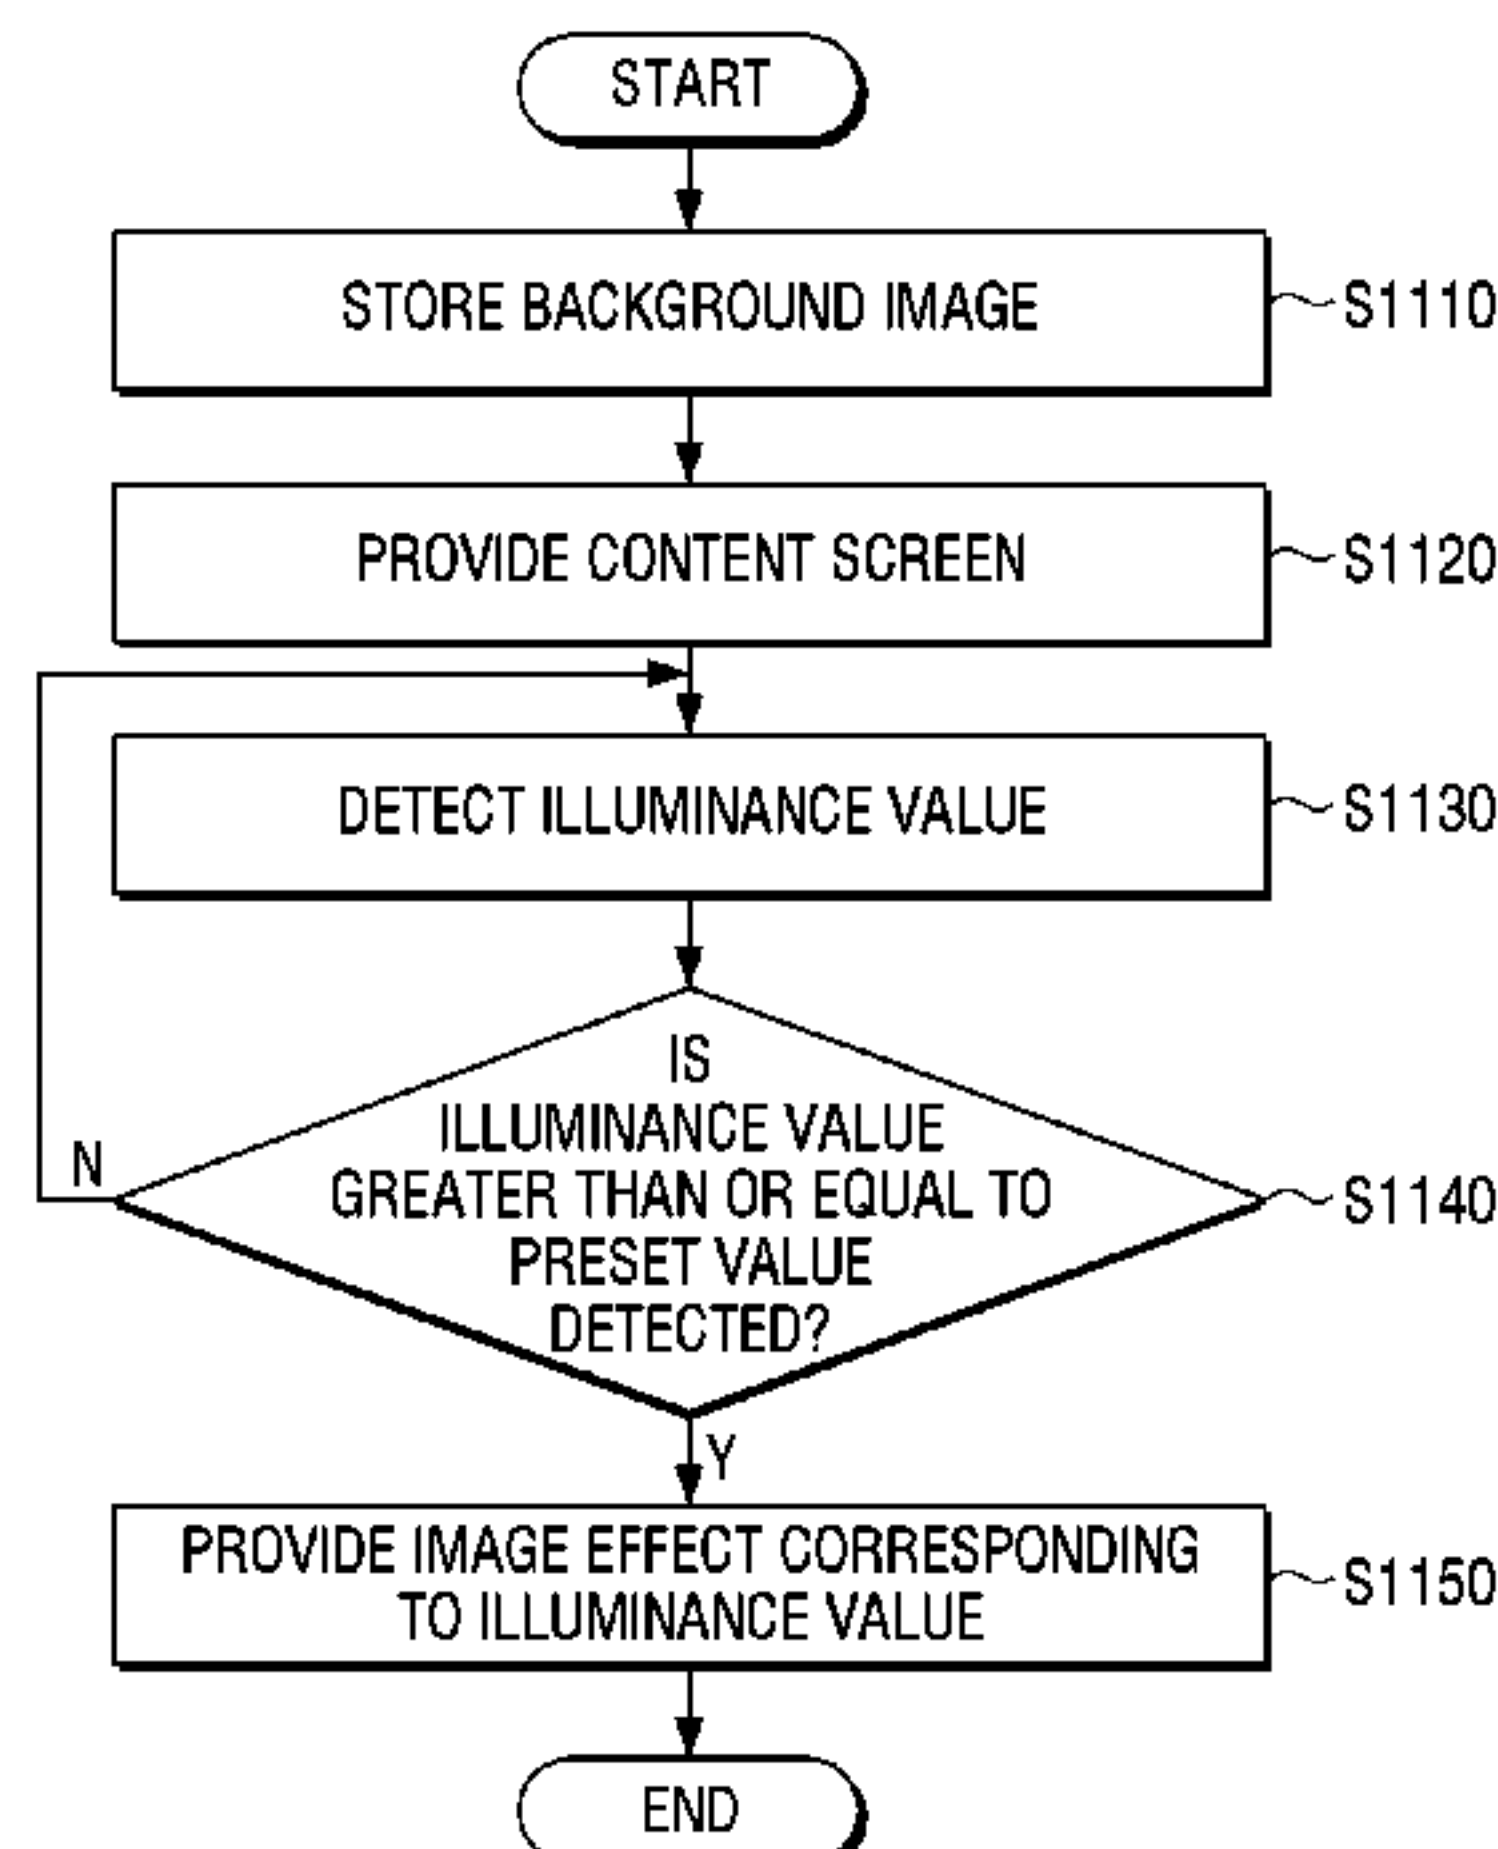 START
STORE BACKGROUND IMAGE
S1110
PROVIDE CONTENT SCREEN
S1120
DETECT ILLUMINANCE VALUE
S1130
IS
ILLUMINANCE VALUE
GREATER THAN OR EQUAL TO
PRESET VALUE
DETECTED?
S1140
N
Y
PROVIDE IMAGE EFFECT CORRESPONDING
TO ILLUMINANCE VALUE
S1150
END